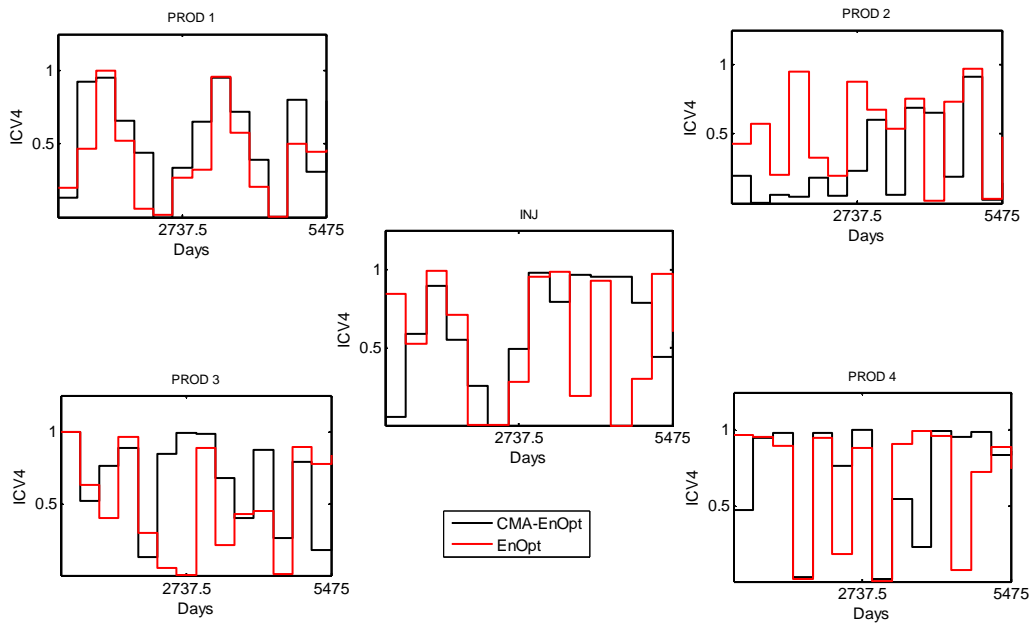 PROD 1
1
0.5
ICV4
2737.5
5475
Days
PROD 2
1
0.5
ICV4
2737.5
5475
Days
INJ
1
0.5
ICV4
2737.5
5475
Days
PROD 3
1
0.5
ICV4
2737.5
5475
Days
CMA-EnOpt
EnOpt
PROD 4
1
0.5
ICV4
2737.5
5475
Days